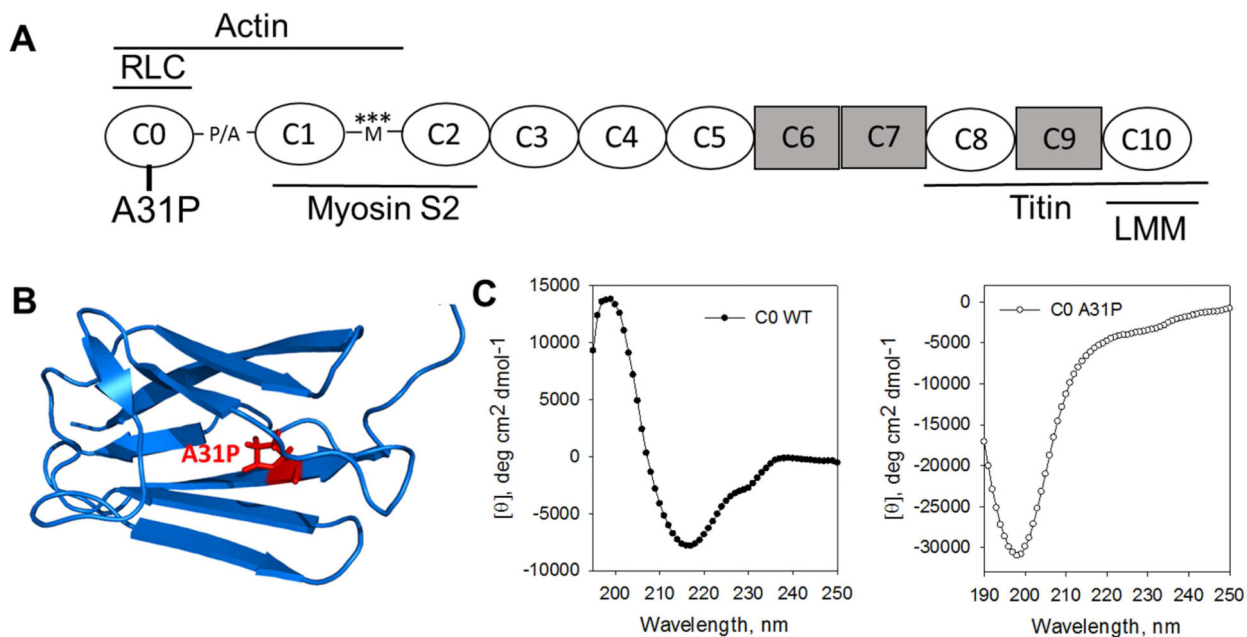 A
Actin
RLC
C0
P/A
C1
***
M
C2
C3
C4
C5
C6
C7
C8
C9
C10
A31P
Myosin S2
Titin
LMM
B
A31P
C
15000
10000
5000
0
-5000
-10000
[θ], deg cm2 dmol-1
C0 WT
200 210 220 230 240 250
Wavelength, nm
0
-5000
-10000
-15000
-20000
-25000
-30000
[θ], deg cm2 dmol-1
C0 A31P
190 200 210 220 230 240 250
Wavelength, nm